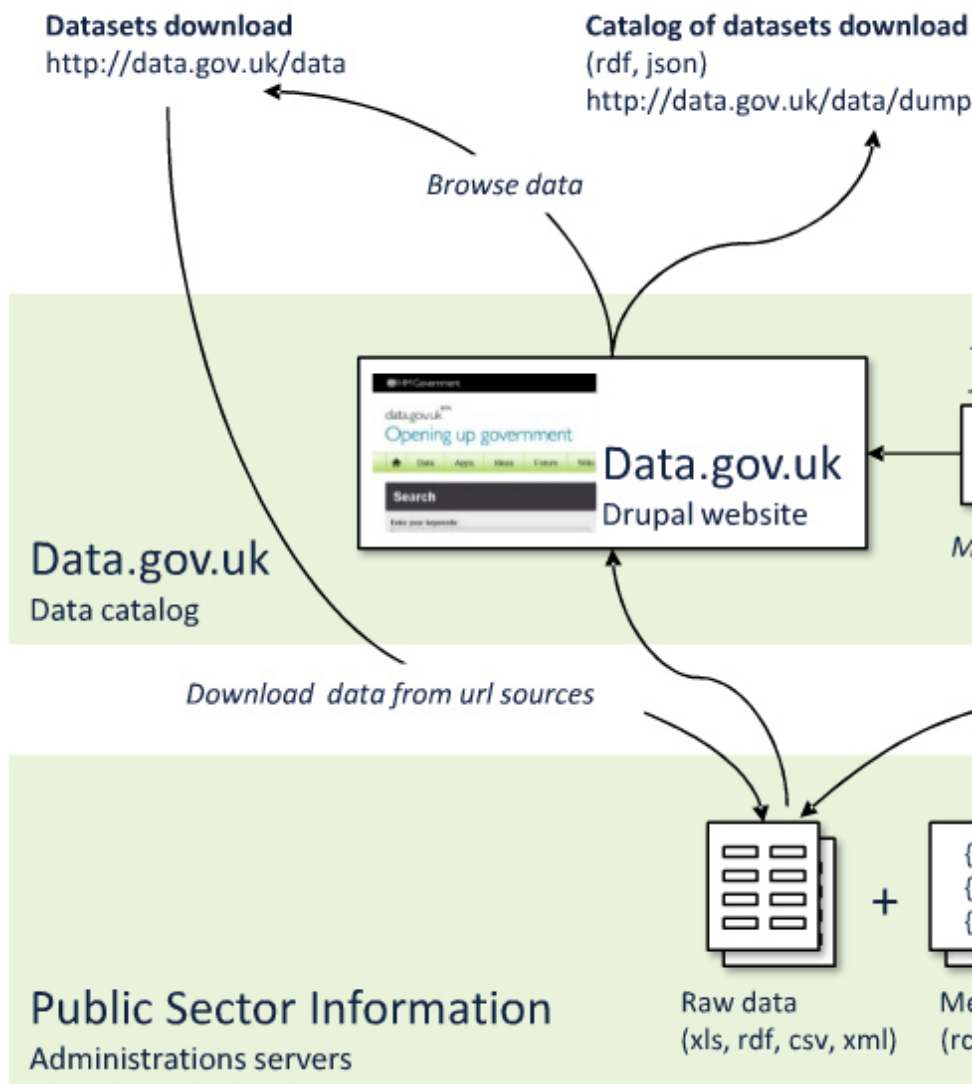 Datasets download
http://data.gov.uk/data
Catalog of datasets download
(rdf, json)
http://data.gov.uk/data/dump
Browse data
HM Government
data.gov.uk
Opening up government
Data Apps Ideas Forum Wiki
Search
Enter your keywords
Data.gov.uk
Drupal website
Data.gov.uk
Data catalog
Download data from url sources
+
{
{
{
Raw data
(xls, rdf, csv, xml)
Public Sector Information
Administrations servers